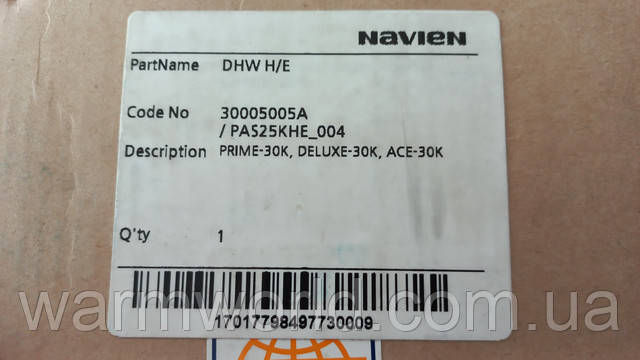 NAVIEN
PartName DHW H/E
Code No 30005005A
/ PAS25KHE_004
Description PRIME-30K, DELUXE-30K, ACE-30K
Q'ty 1
warmworld.com.ua
17017798497730009